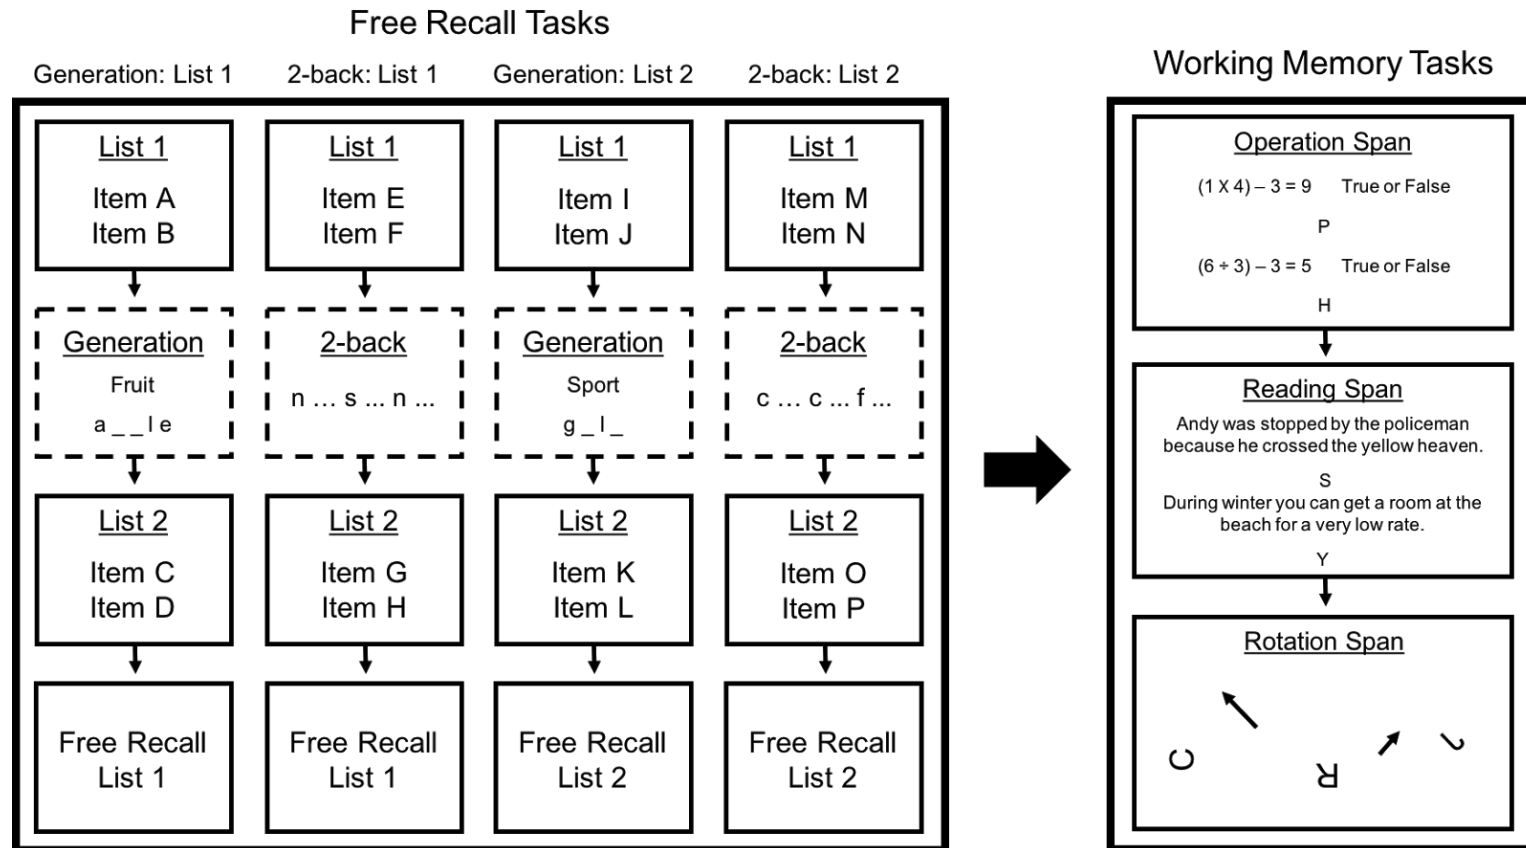 Free Recall Tasks
Generation: List 1
2-back: List 1
Generation: List 2
2-back: List 2
List 1
Item A
Item B
List 1
Item E
Item F
List 1
Item I
Item J
List 1
Item M
Item N
Generation
Fruit
a _ _ l e
2-back
n … s ... n ...
Generation
Sport
g _ l _
2-back
c … c ... f ...
List 2
Item C
Item D
List 2
Item G
Item H
List 2
Item K
Item L
List 2
Item O
Item P
Free Recall
List 1
Free Recall
List 1
Free Recall
List 2
Free Recall
List 2
Working Memory Tasks
Operation Span
(1 X 4) – 3 = 9 True or False
P
(6 ÷ 3) – 3 = 5 True or False
H
Reading Span
Andy was stopped by the policeman
because he crossed the yellow heaven.
S
During winter you can get a room at the
beach for a very low rate.
Y
Rotation Span
C
R
J